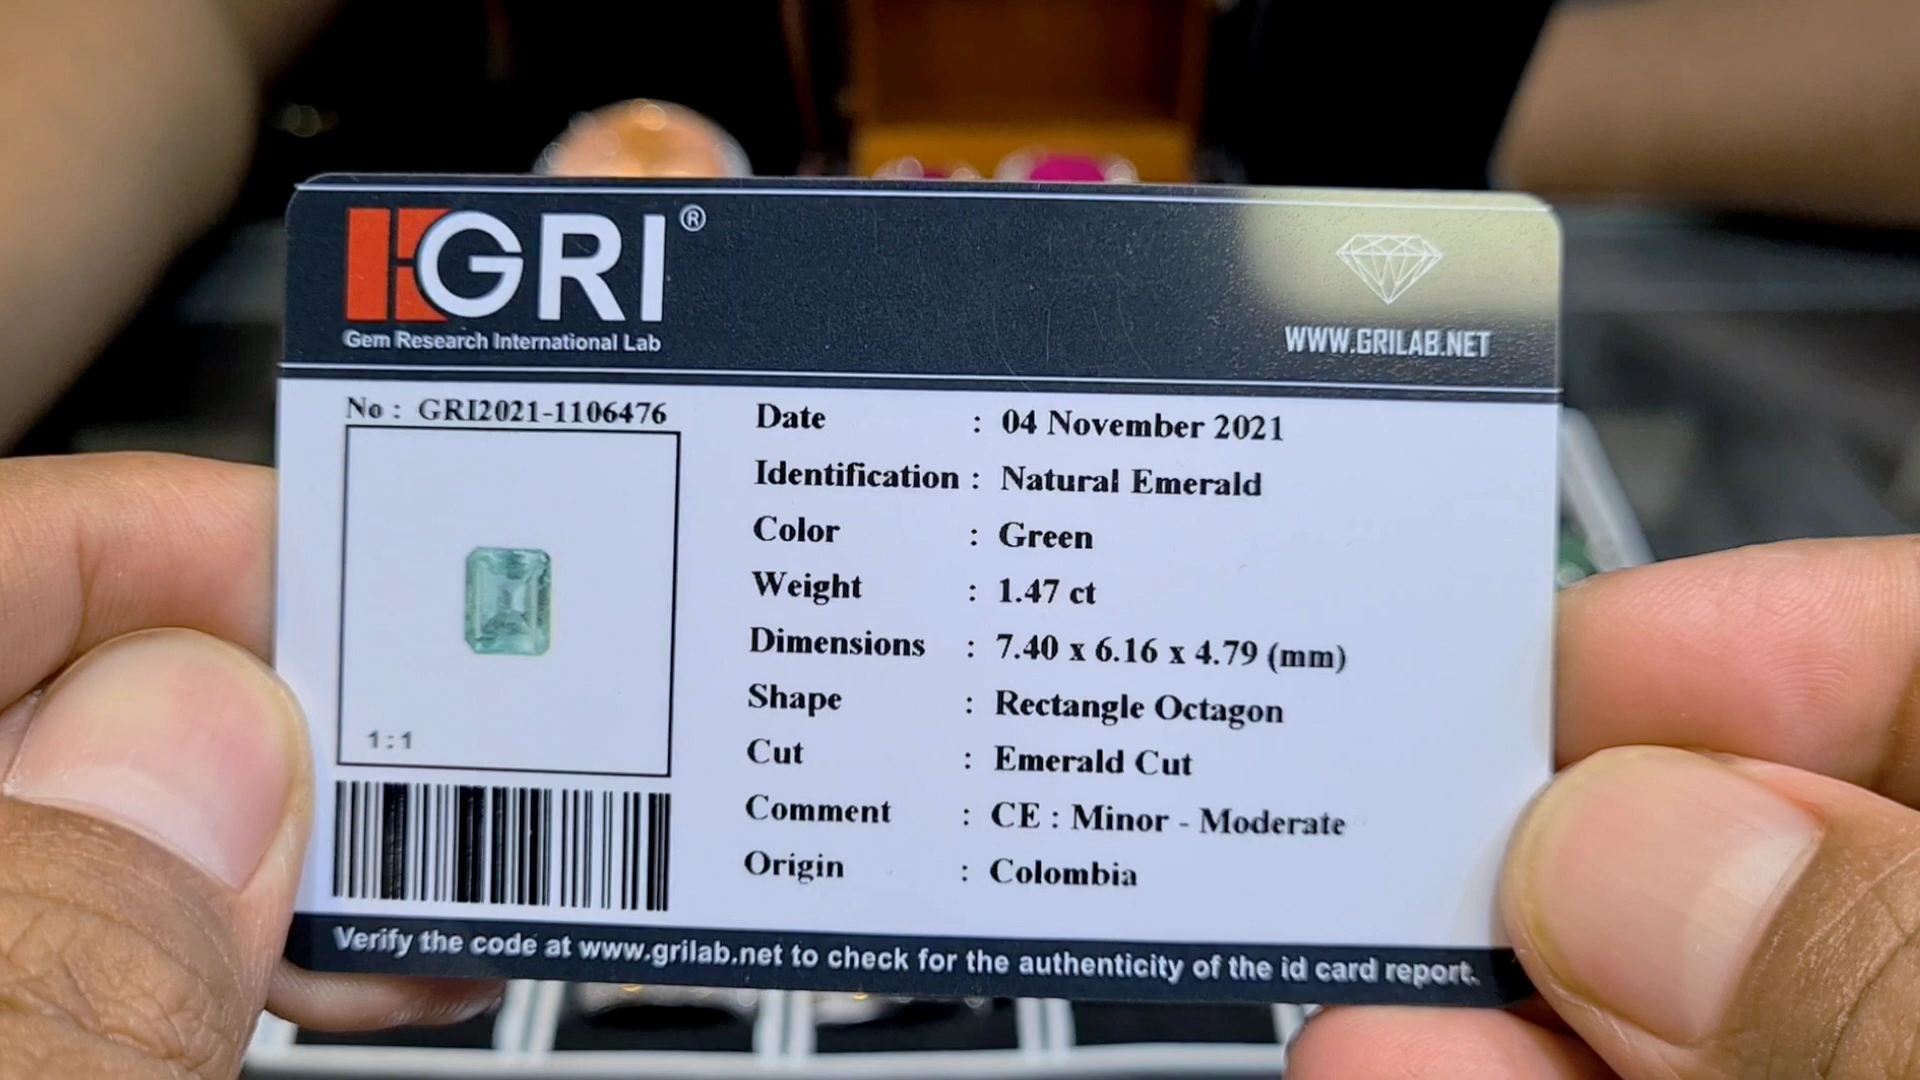 GRI®
Gem Research International Lab
WWW.GRILAB.NET
No : GRI2021-1106476
1:1
Date : 04 November 2021
Identification : Natural Emerald
Color : Green
Weight : 1.47 ct
Dimensions : 7.40 x 6.16 x 4.79 (mm)
Shape : Rectangle Octagon
Cut : Emerald Cut
Comment : CE : Minor - Moderate
Origin : Colombia
Verify the code at www.grilab.net to check for the authenticity of the id card report.